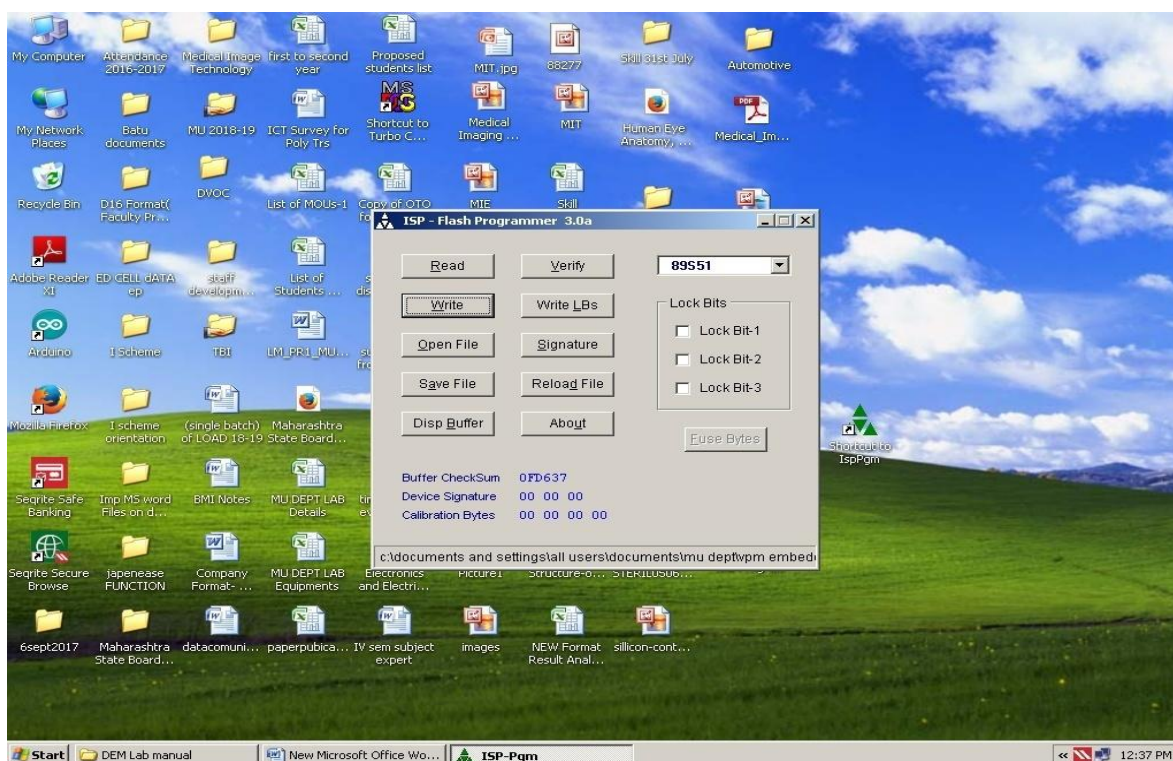 My Computer
Attendance
2016-2017
Medical Image
Technology
first to second
year
Proposed
students list
MIT.jpg
88277
Skill 31st July
Automotive
My Network
Places
Batu
documents
MU 2018-19
ICT Survey for
Poly Trs
MS
Shortcut to
Turbo C...
Medical
Imaging ...
MIT
Human Eye
Anatomy, ...
PDF
Medical_Im...
Recycle Bin
D16 Format(
Faculty Pr...
DVOC
List of MOUs-1
Copy of OTO
MIE
Skill
Adobe Reader
XI
ED CELL dATA
ep
staff
developm...
List of
Students ...
Arduino
I Scheme
TBI
LM_PR1_MU...
Mozilla Firefox
I scheme
orientation
(single batch)
of LOAD 18-19
Maharashtra
State Board...
Seqrite Safe
Banking
Imp MS word
Files on d...
BMI Notes
MU DEPT LAB
Details
Seqrite Secure
Browse
japenease
FUNCTION
Company
Format- ...
MU DEPT LAB
Equipments
Electronics
and Electri...
Picture1
Structure-o...
6sept2017
Maharashtra
State Board...
datacomuni...
paperpubica...
IV sem subject
expert
images
NEW Format
Result Anal...
sillicon-cont...
Shortcut to
IspPgm
ISP - Flash Programmer 3.0a
Read
Verify
89S51
Write
Write LBs
Lock Bits
Lock Bit-1
Open File
Signature
Lock Bit-2
Save File
Reload File
Lock Bit-3
Disp Buffer
About
Fuse Bytes
Buffer CheckSum 0FD637
Device Signature 00 00 00
Calibration Bytes 00 00 00 00
c:\documents and settings\all users\documents\mu dept\vpm embed
Start
DEM Lab manual
New Microsoft Office Wo...
ISP-Pgm
«
12:37 PM